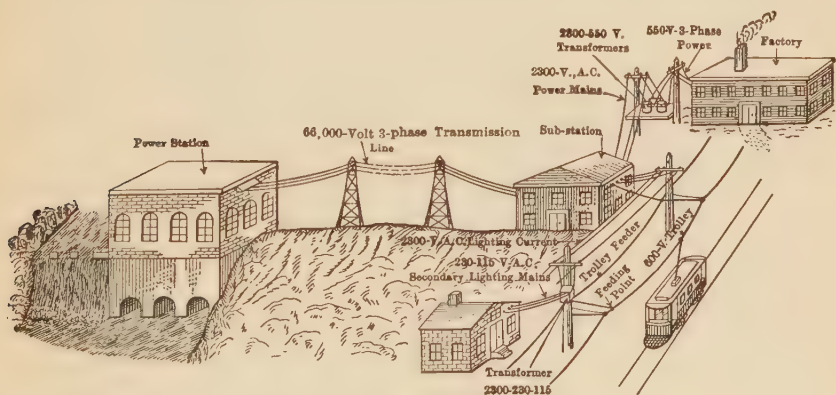 2300-550 V.
Transformers
550-V-3-Phase
Power
Factory
2300-V., A.C.
Power Mains
66,000-Volt 3-phase Transmission
Line
Sub-station
Power Station
2300-V.A.C. Lighting Current
230-115 V-A.C.
Secondary Lighting Mains
Trolley Feeder
600-V-Trolley
Feeding
Point
Transformer
2300-230-115